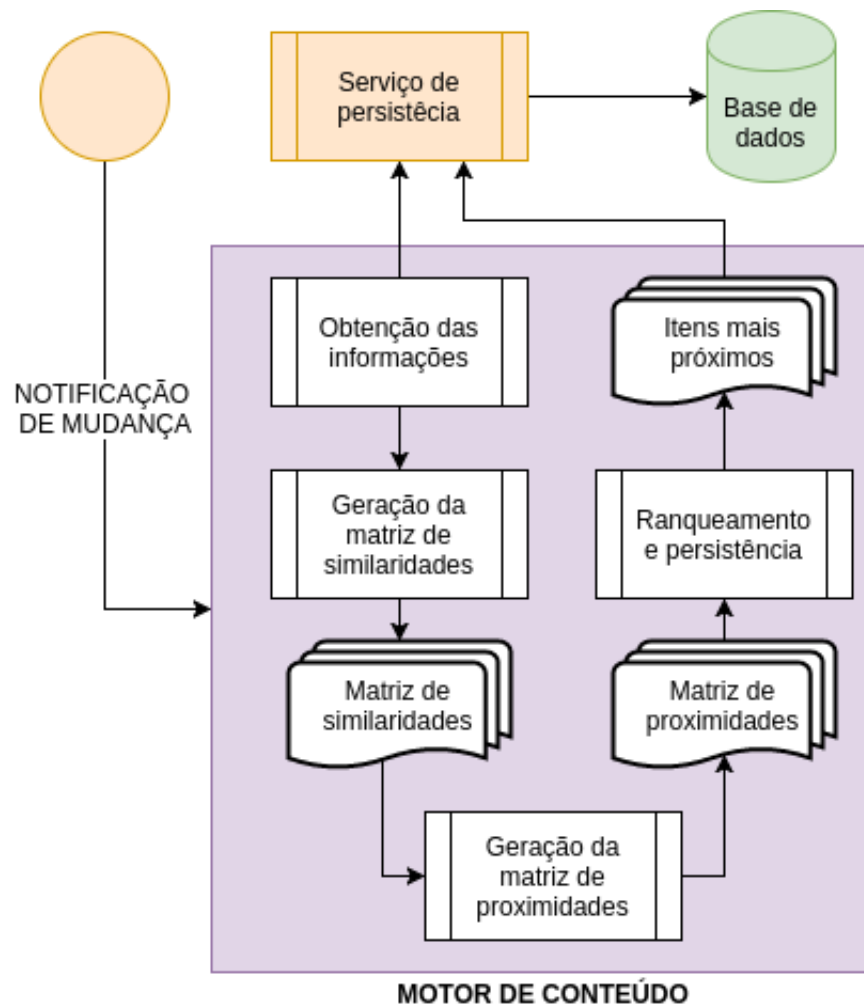 Serviço de
persistêcia
Base de
dados
Obtenção das
informações
Itens mais
próximos
NOTIFICAÇÃO
DE MUDANÇA
Geração da
matriz de
similaridades
Ranqueamento
e persistência
Matriz de
similaridades
Matriz de
proximidades
Geração da
matriz de
proximidades
MOTOR DE CONTEÚDO